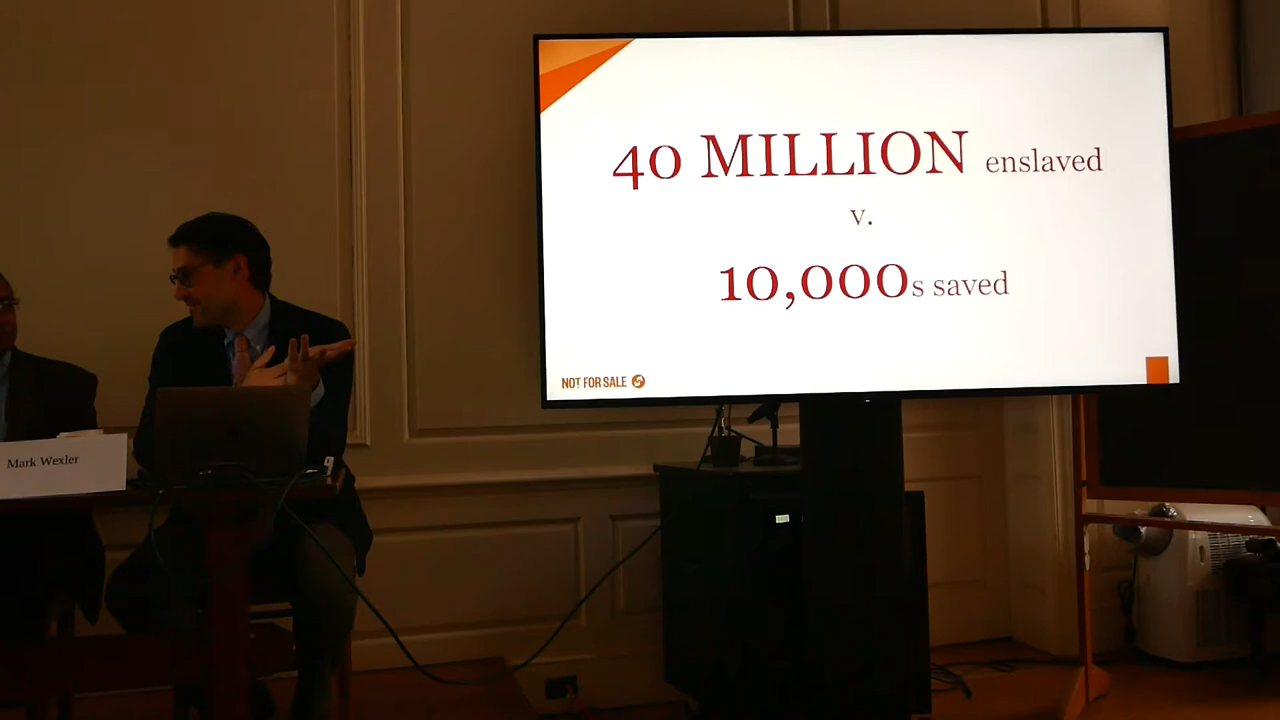 40 MILLION enslaved
v.
10,000s saved
NOT FOR SALE
Mark Wexler